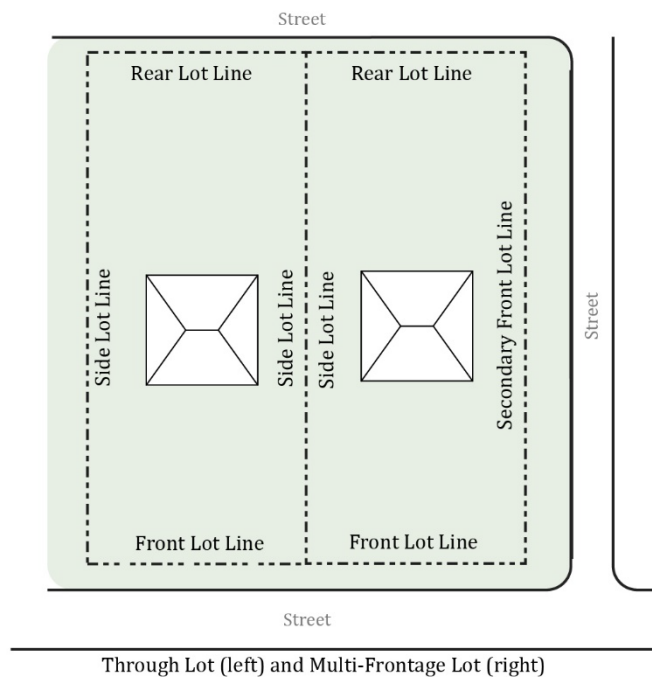 Street
Rear Lot Line
Rear Lot Line
Side Lot Line
Side Lot Line
Side Lot Line
Secondary Front Lot Line
Street
Front Lot Line
Front Lot Line
Street
Through Lot (left) and Multi-Frontage Lot (right)